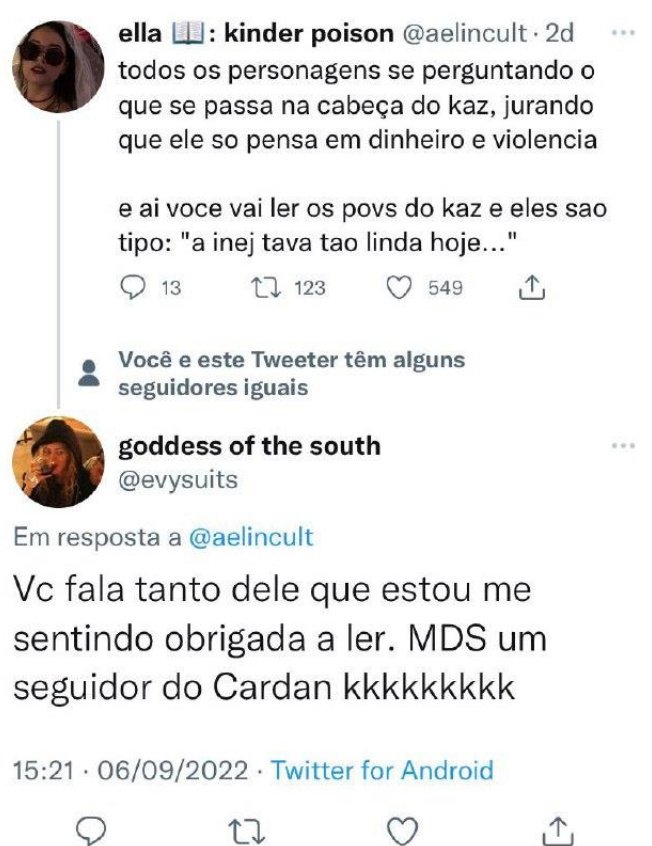 ella 📖: kinder poison @aelincult · 2d
todos os personagens se perguntando o
que se passa na cabeça do kaz, jurando
que ele so pensa em dinheiro e violencia
e ai voce vai ler os povs do kaz e eles sao
tipo: "a inej tava tao linda hoje..."
13 123 549
Você e este Tweeter têm alguns
seguidores iguais
goddess of the south
@evysuits
Em resposta a @aelincult
Vc fala tanto dele que estou me
sentindo obrigada a ler. MDS um
seguidor do Cardan kkkkkkkkk
15:21 · 06/09/2022 · Twitter for Android